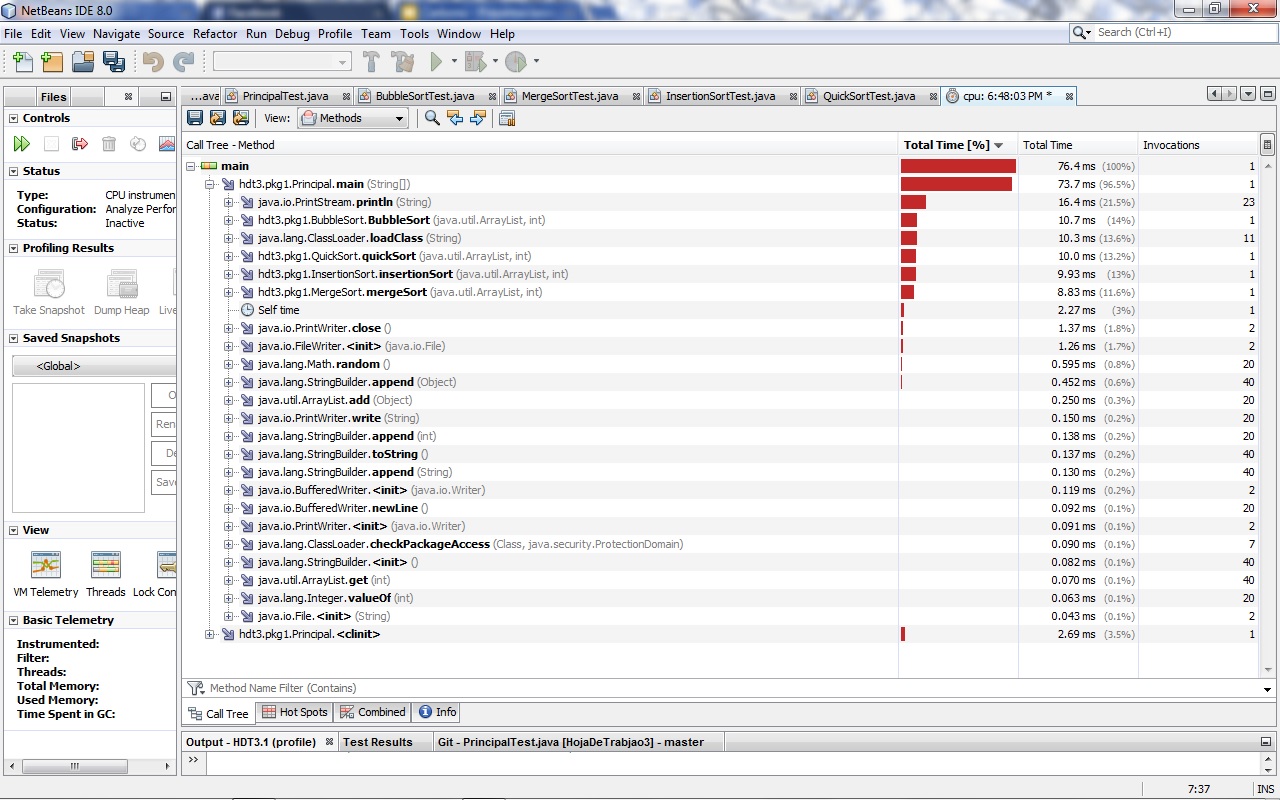 NetBeans IDE 8.0
File Edit View Navigate Source Refactor Run Debug Profile Team Tools Window Help
Search (Ctrl+I)
Files
...ava PrincipalTest.java BubbleSortTest.java MergeSortTest.java InsertionSortTest.java QuickSortTest.java cpu: 6:48:03 PM *
Controls
Status
Type: CPU instrumen
Configuration: Analyze Perfor
Status: Inactive
Profiling Results
Take Snapshot Dump Heap Live
Saved Snapshots
<Global>
O
Ren
De
Save
View
VM Telemetry Threads Lock Con
Basic Telemetry
Instrumented:
Filter:
Threads:
Total Memory:
Used Memory:
Time Spent in GC:
View: Methods
Call Tree - Method Total Time [%] Total Time Invocations
main 76.4 ms (100%) 1
hdt3.pkg1.Principal.main (String[]) 73.7 ms (96.5%) 1
java.io.PrintStream.println (String) 16.4 ms (21.5%) 23
hdt3.pkg1.BubbleSort.BubbleSort (java.util.ArrayList, int) 10.7 ms (14%) 1
java.lang.ClassLoader.loadClass (String) 10.3 ms (13.6%) 11
hdt3.pkg1.QuickSort.quickSort (java.util.ArrayList, int) 10.0 ms (13.2%) 1
hdt3.pkg1.InsertionSort.insertionSort (java.util.ArrayList, int) 9.93 ms (13%) 1
hdt3.pkg1.MergeSort.mergeSort (java.util.ArrayList, int) 8.83 ms (11.6%) 1
Self time 2.27 ms (3%) 1
java.io.PrintWriter.close () 1.37 ms (1.8%) 2
java.io.FileWriter.<init> (java.io.File) 1.26 ms (1.7%) 2
java.lang.Math.random () 0.595 ms (0.8%) 20
java.lang.StringBuilder.append (Object) 0.452 ms (0.6%) 40
java.util.ArrayList.add (Object) 0.250 ms (0.3%) 20
java.io.PrintWriter.write (String) 0.150 ms (0.2%) 20
java.lang.StringBuilder.append (int) 0.138 ms (0.2%) 20
java.lang.StringBuilder.toString () 0.137 ms (0.2%) 40
java.lang.StringBuilder.append (String) 0.130 ms (0.2%) 40
java.io.BufferedWriter.<init> (java.io.Writer) 0.119 ms (0.2%) 2
java.io.BufferedWriter.newLine () 0.092 ms (0.1%) 20
java.io.PrintWriter.<init> (java.io.Writer) 0.091 ms (0.1%) 2
java.lang.ClassLoader.checkPackageAccess (Class, java.security.ProtectionDomain) 0.090 ms (0.1%) 7
java.lang.StringBuilder.<init> () 0.082 ms (0.1%) 40
java.util.ArrayList.get (int) 0.070 ms (0.1%) 40
java.lang.Integer.valueOf (int) 0.063 ms (0.1%) 20
java.io.File.<init> (String) 0.043 ms (0.1%) 2
hdt3.pkg1.Principal.<clinit> 2.69 ms (3.5%) 1
Method Name Filter (Contains)
Call Tree Hot Spots Combined Info
Output - HDT3.1 (profile) Test Results Git - PrincipalTest.java [HojaDeTrabjao3] - master
>>
7:37 INS